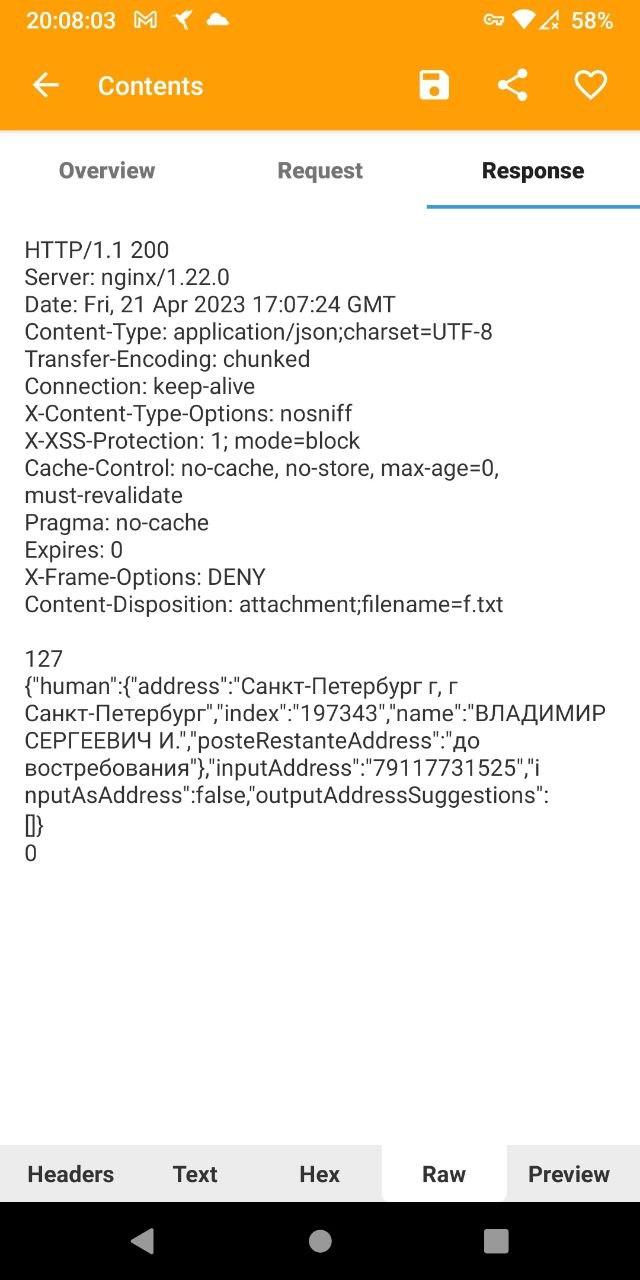 20:08:03 58%
Contents
Overview Request Response
HTTP/1.1 200
Server: nginx/1.22.0
Date: Fri, 21 Apr 2023 17:07:24 GMT
Content-Type: application/json;charset=UTF-8
Transfer-Encoding: chunked
Connection: keep-alive
X-Content-Type-Options: nosniff
X-XSS-Protection: 1; mode=block
Cache-Control: no-cache, no-store, max-age=0,
must-revalidate
Pragma: no-cache
Expires: 0
X-Frame-Options: DENY
Content-Disposition: attachment;filename=f.txt
127
{"human":{"address":"Санкт-Петербург г, г
Санкт-Петербург","index":"197343","name":"ВЛАДИМИР
СЕРГЕЕВИЧ И.","posteRestanteAddress":"до
востребования"},"inputAddress":"79117731525","i
nputAsAddress":false,"outputAddressSuggestions":
[]}
0
Headers Text Hex Raw Preview